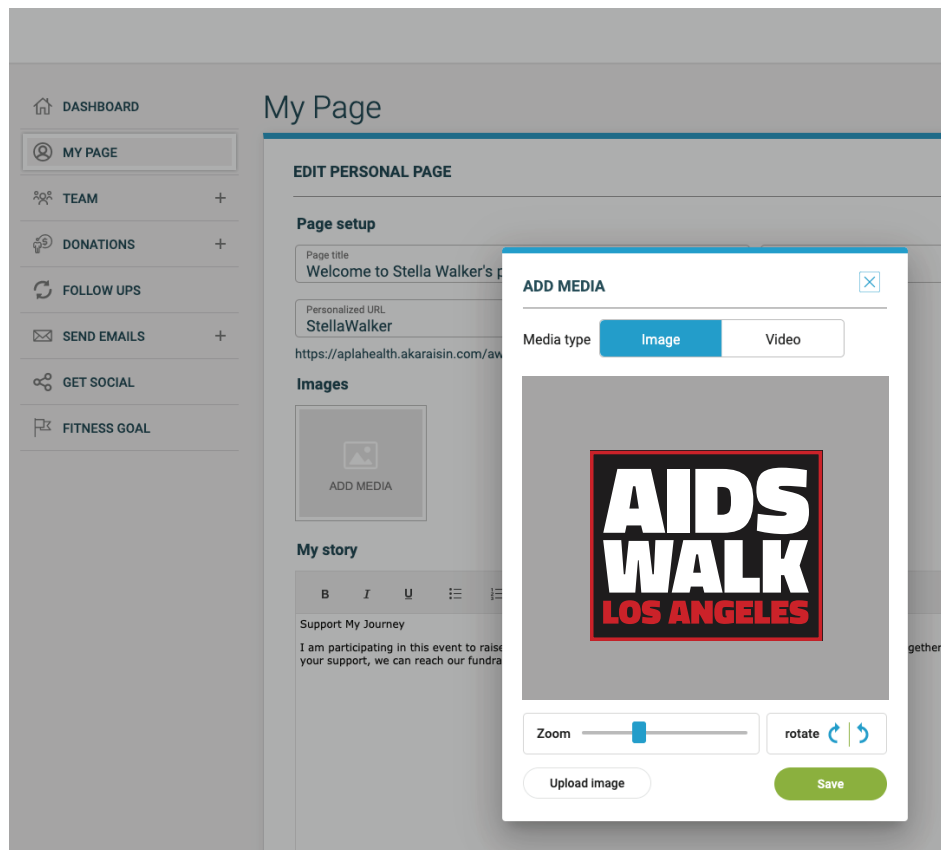 DASHBOARD
MY PAGE
TEAM
DONATIONS
FOLLOW UPS
SEND EMAILS
GET SOCIAL
FITNESS GOAL
My Page
EDIT PERSONAL PAGE
Page setup
Page title
Welcome to Stella Walker's p
Personalized URL
StellaWalker
https://aplahealth.akaraisin.com/aw
Images
ADD MEDIA
My story
B I U
Support My Journey
I am participating in this event to raise
gether
your support, we can reach our fundra
ADD MEDIA
Media type Image Video
AIDS
WALK
LOS ANGELES
Zoom
rotate
Upload image
Save